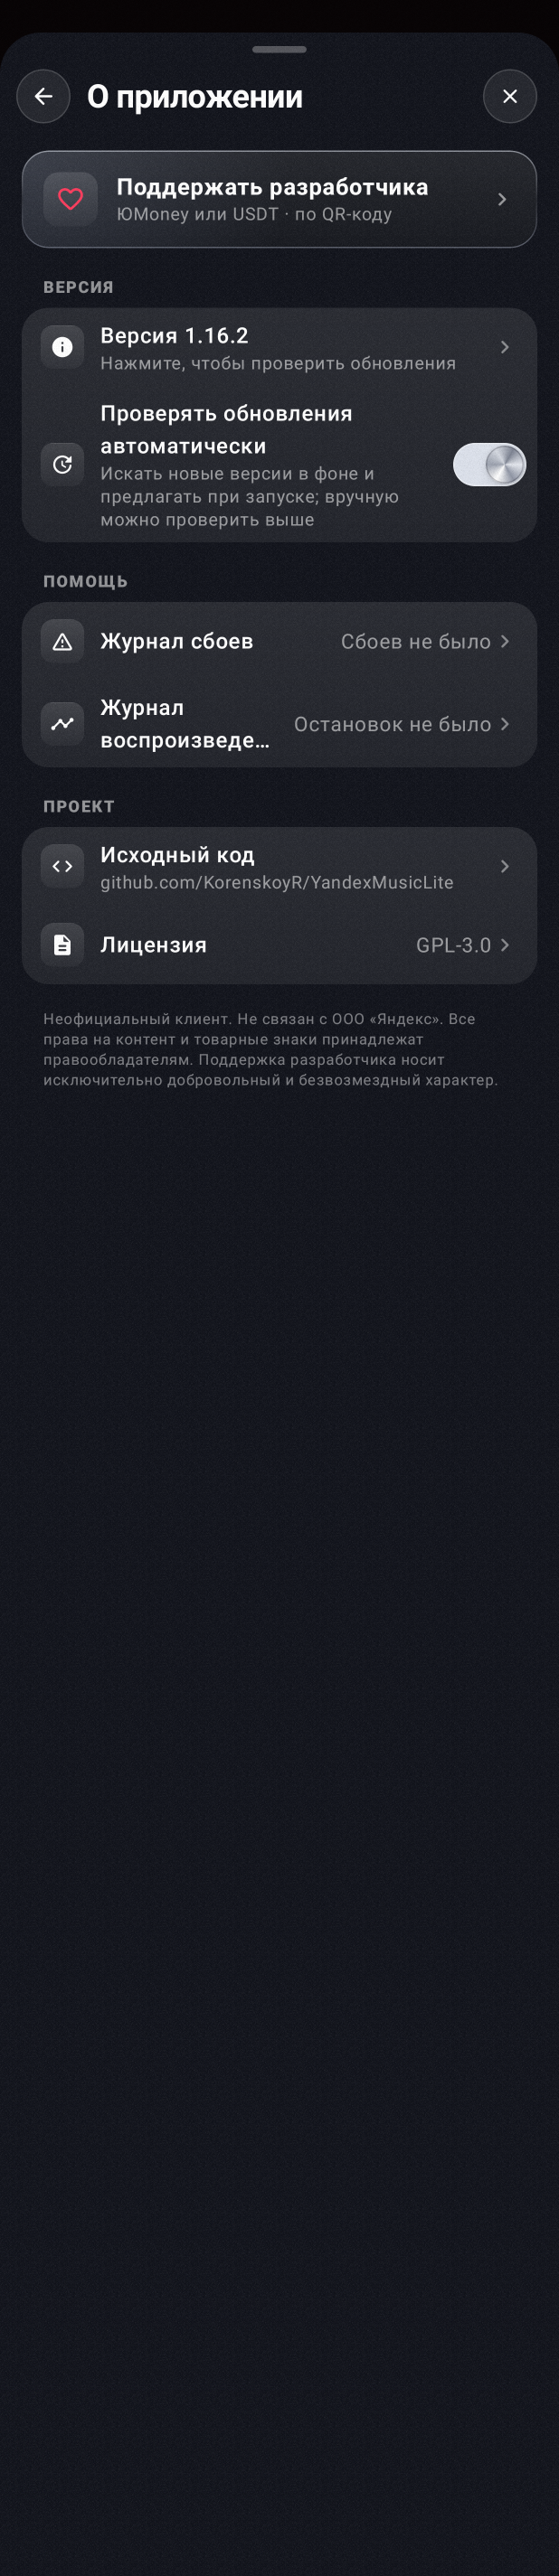 О приложении
Поддержать разработчика
ЮMoney или USDT · по QR-коду
ВЕРСИЯ
Версия 1.16.2
Нажмите, чтобы проверить обновления
Проверять обновления
автоматически
Искать новые версии в фоне и
предлагать при запуске; вручную
можно проверить выше
ПОМОЩЬ
Журнал сбоев
Сбоев не было
Журнал
воспроизведе…
Остановок не было
ПРОЕКТ
Исходный код
github.com/KorenskoyR/YandexMusicLite
Лицензия
GPL-3.0
Неофициальный клиент. Не связан с ООО «Яндекс». Все
права на контент и товарные знаки принадлежат
правообладателям. Поддержка разработчика носит
исключительно добровольный и безвозмездный характер.